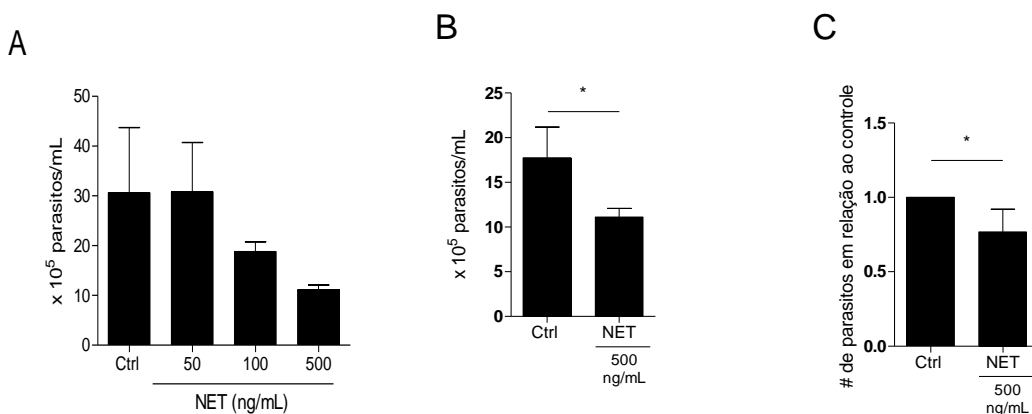 A
x 10⁵ parasitos/mL
50
40
30
20
10
0
Ctrl 50 100 500
NET (ng/mL)
B
x 10⁵ parasitos/mL
25
20
15
10
5
0
*
Ctrl NET
500
ng/mL
C
# de parasitos em relação ao controle
1.5
1.0
0.5
0.0
*
Ctrl NET
500
ng/mL